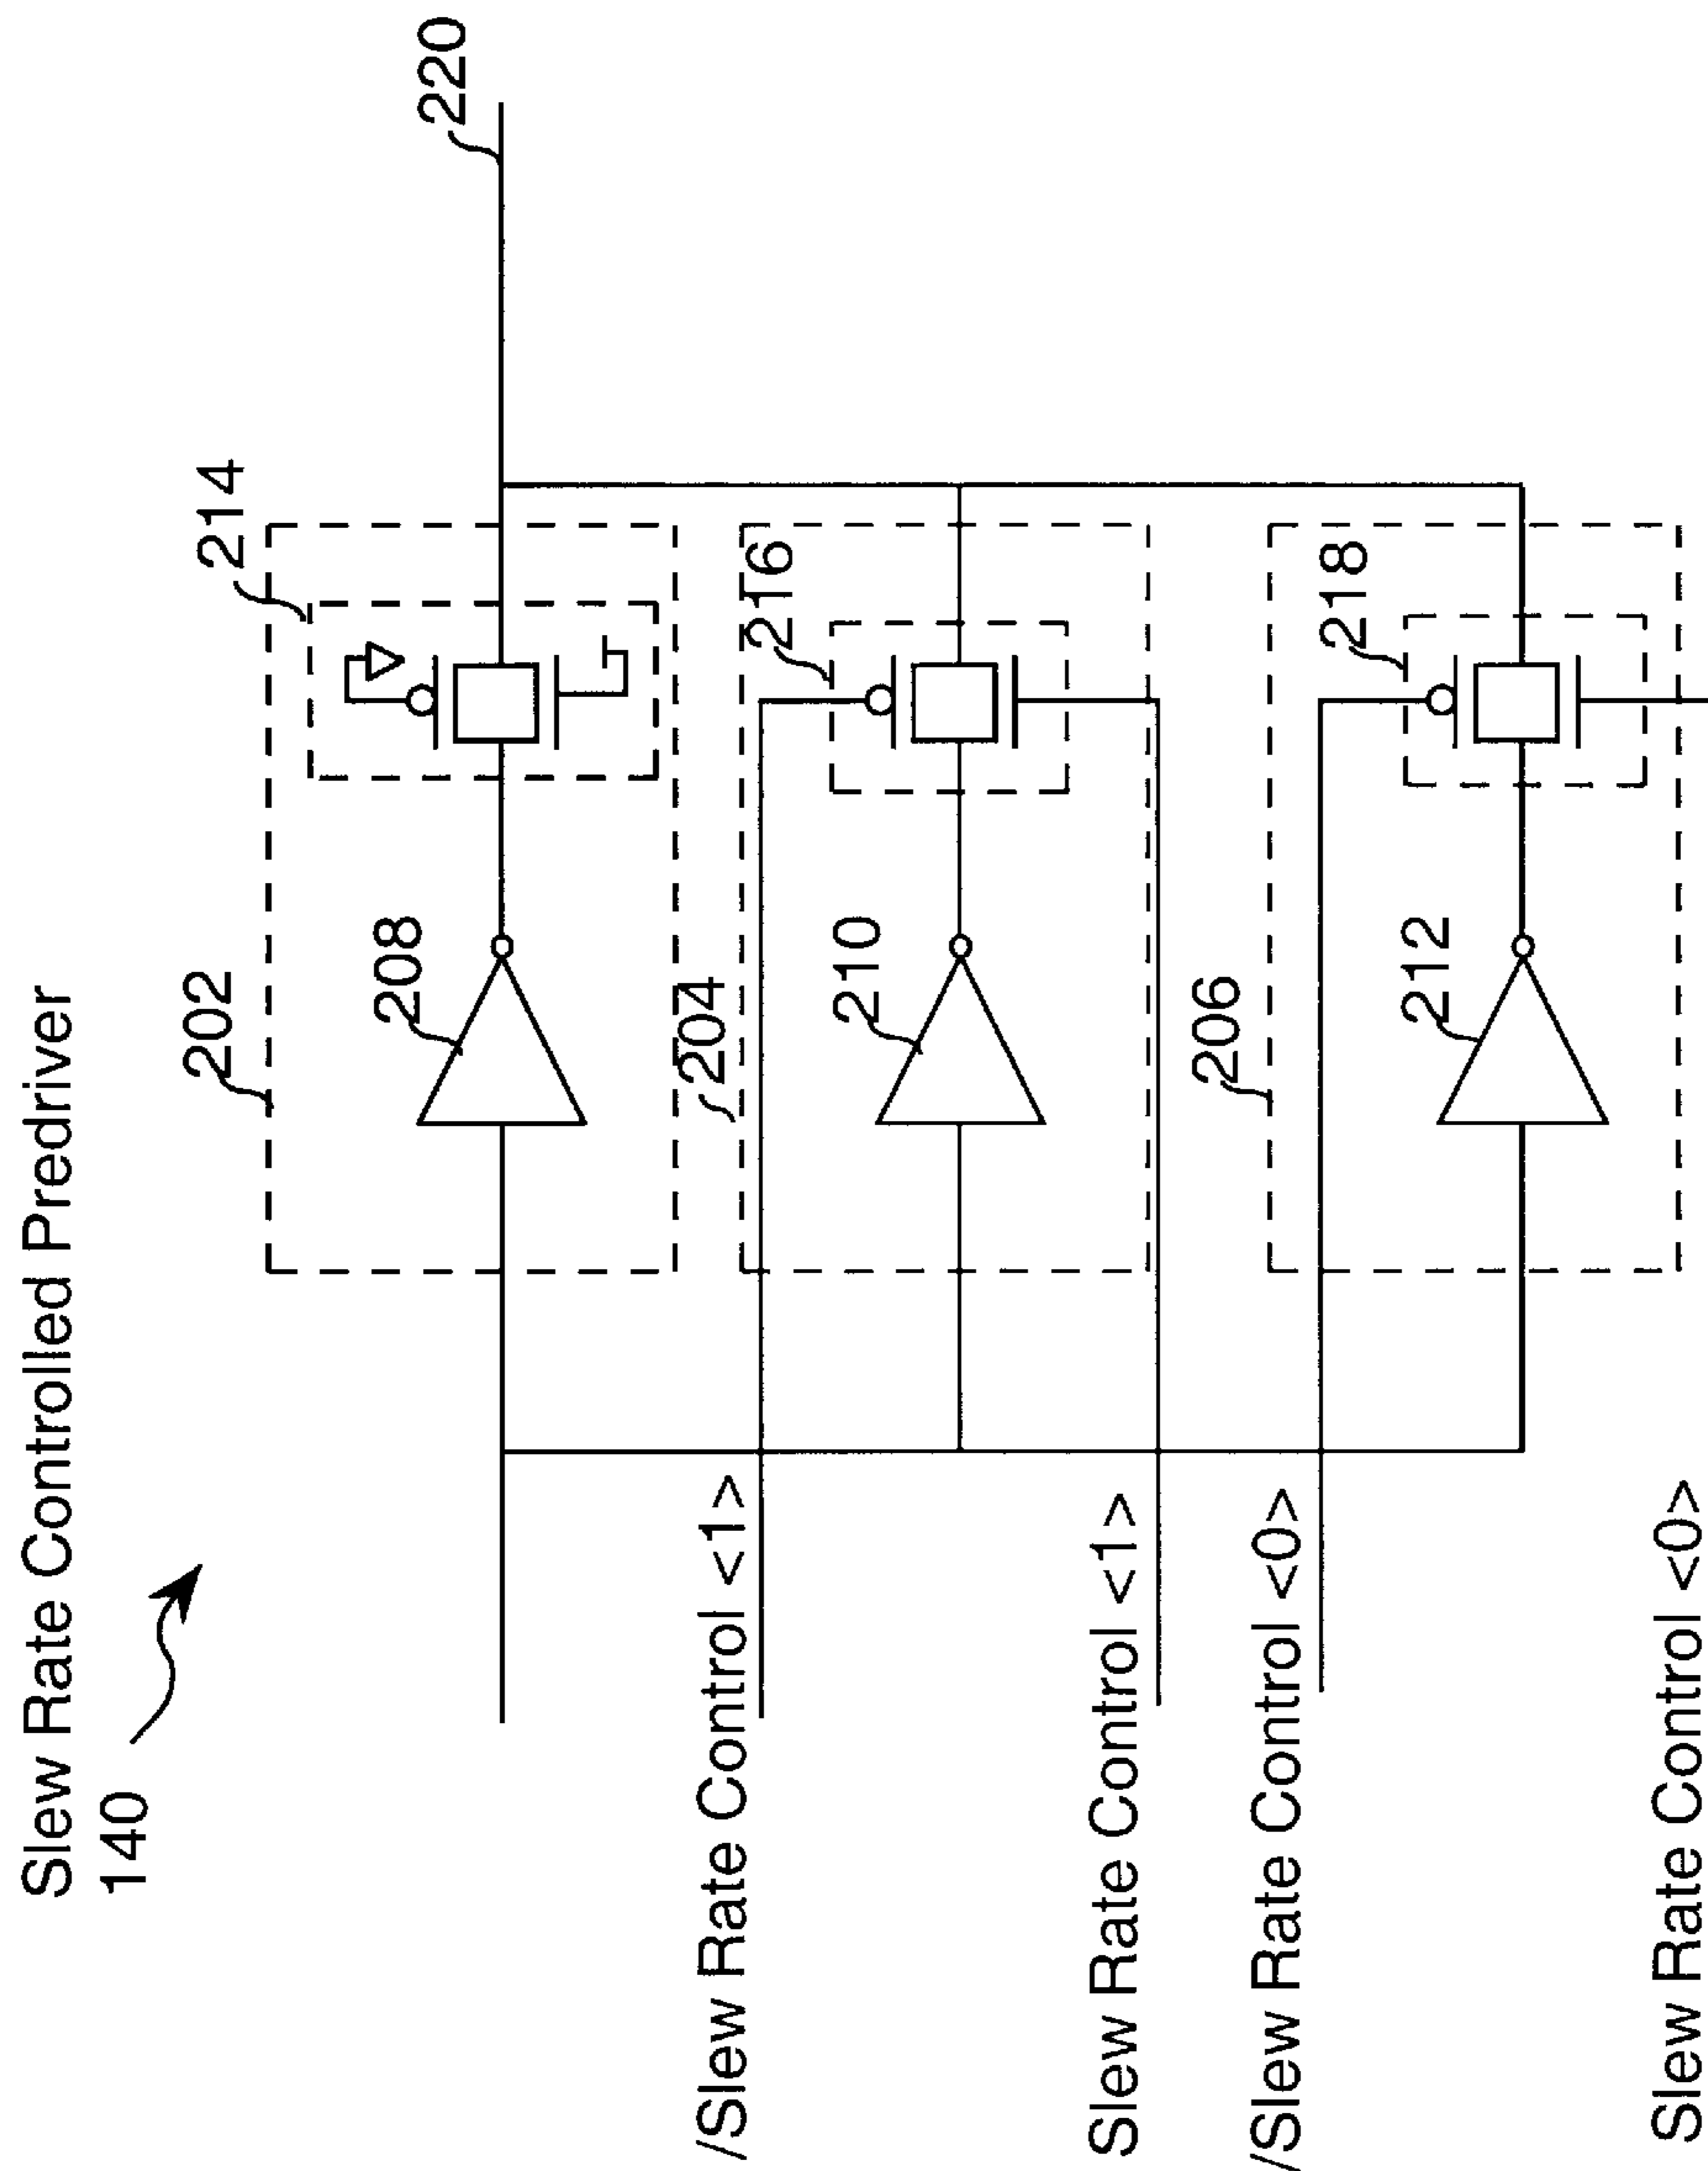 Slew Rate Controlled Predriver
140
202
214
220
208
/Slew Rate Control <1>
204
216
210
Slew Rate Control <1>
/Slew Rate Control <0>
206
218
212
Slew Rate Control <0>